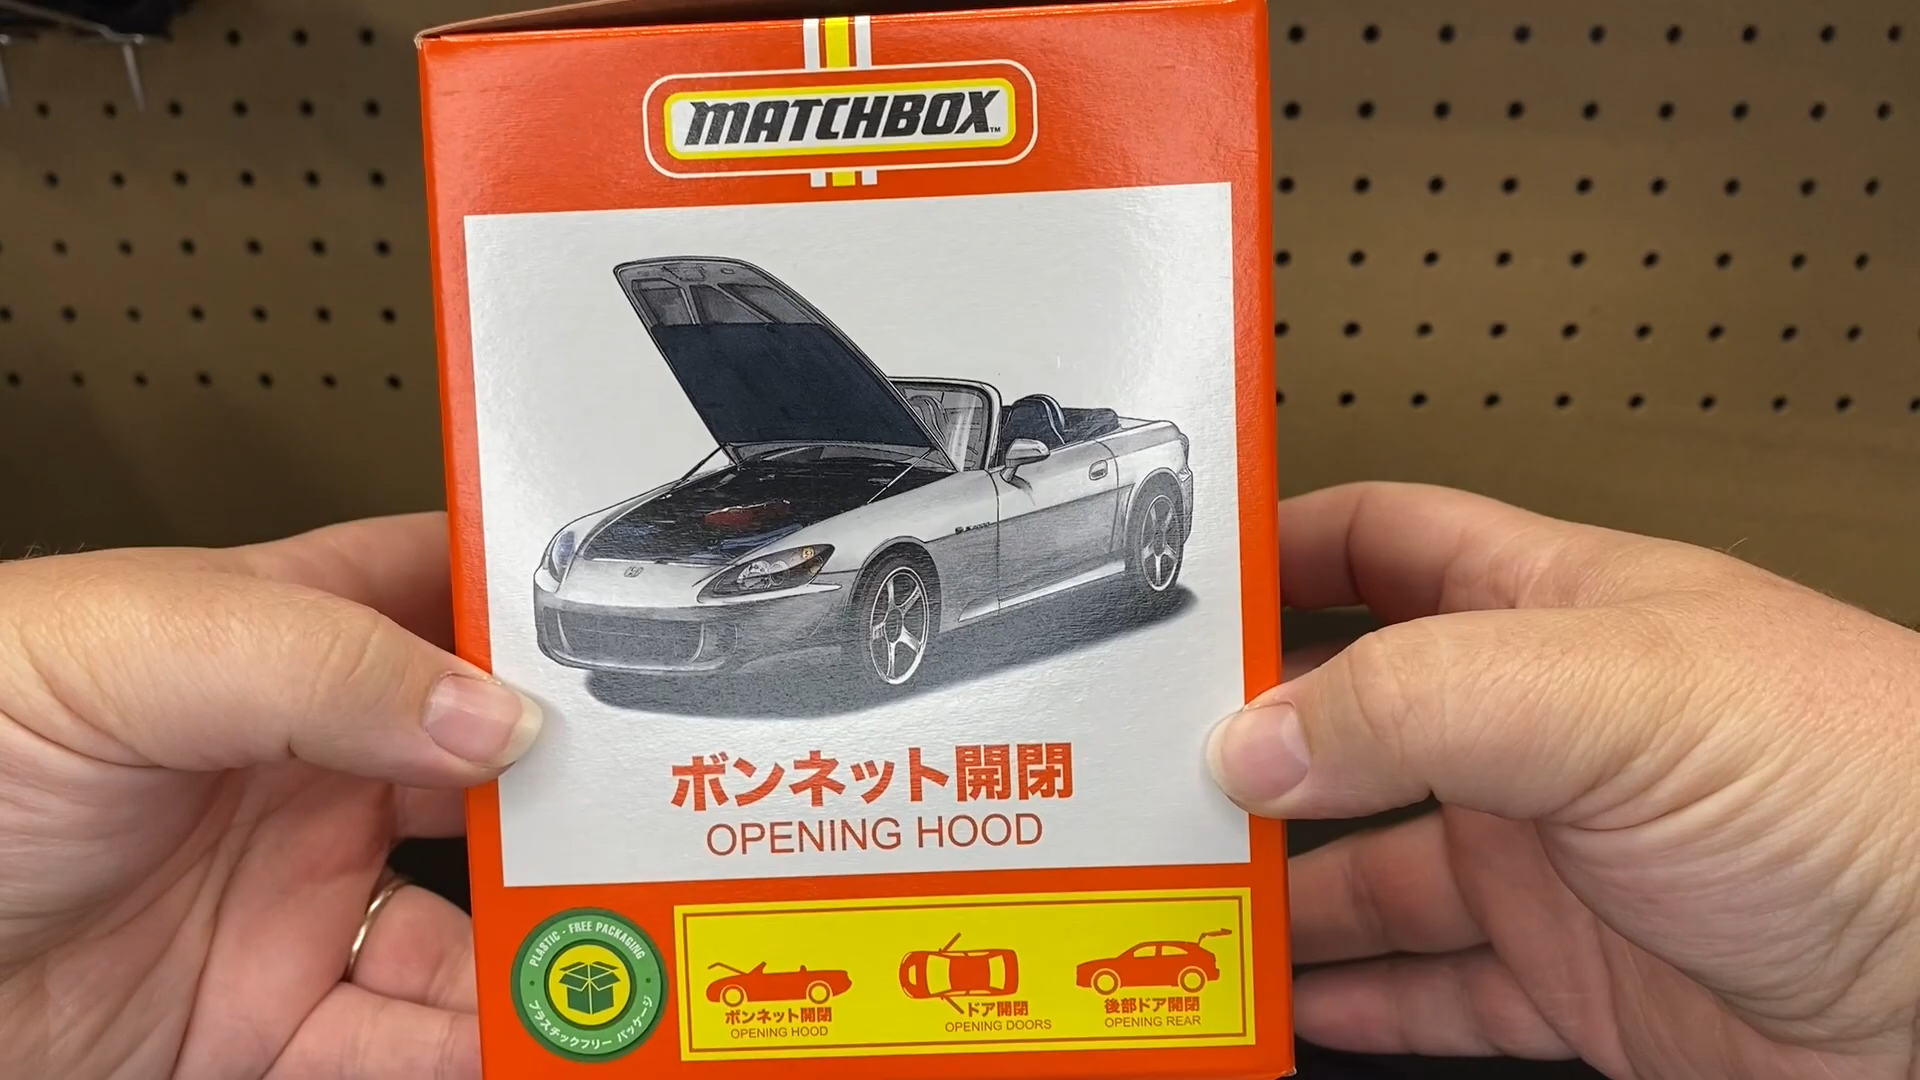 MATCHBOX™
ボンネット開閉
OPENING HOOD
PLASTIC - FREE PACKAGING
プラスチックフリー パッケージ
ボンネット開閉
OPENING HOOD
ドア開閉
OPENING DOORS
後部ドア開閉
OPENING REAR